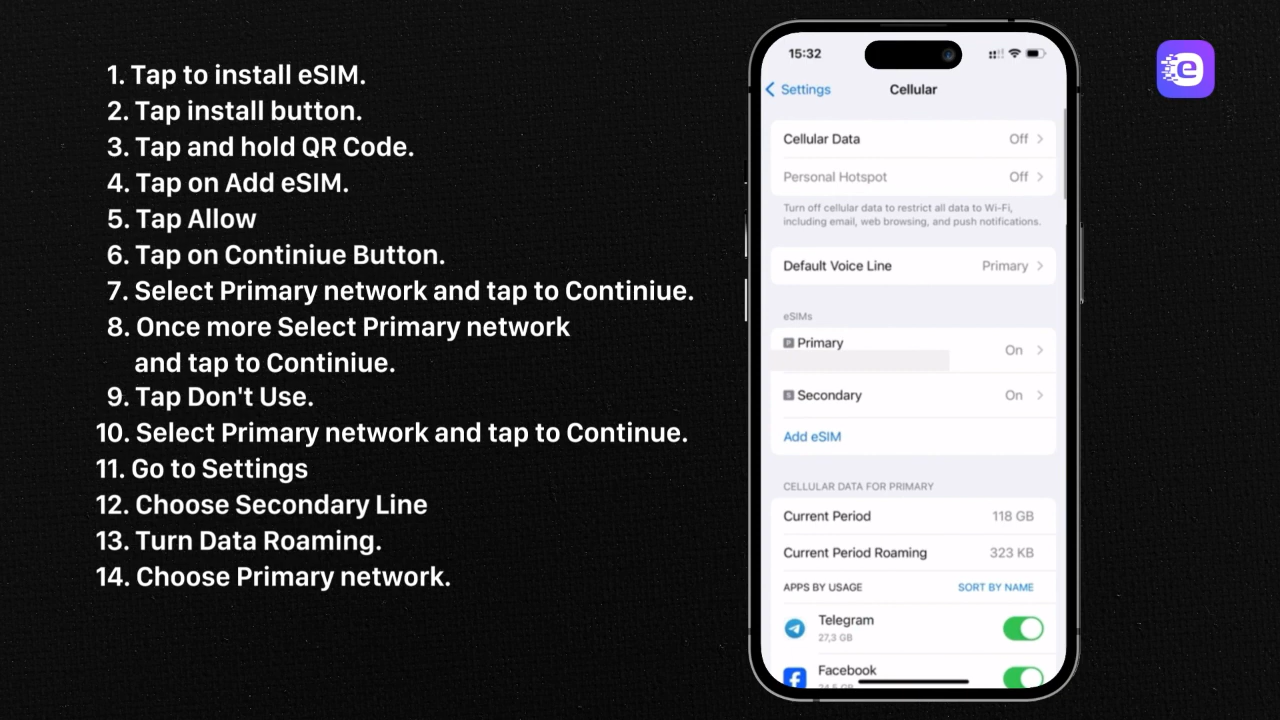 1. Tap to install eSIM.
2. Tap install button.
3. Tap and hold QR Code.
4. Tap on Add eSIM.
5. Tap Allow
6. Tap on Continiue Button.
7. Select Primary network and tap to Continiue.
8. Once more Select Primary network
and tap to Continiue.
9. Tap Don't Use.
10. Select Primary network and tap to Continue.
11. Go to Settings
12. Choose Secondary Line
13. Turn Data Roaming.
14. Choose Primary network.
15:32
Settings Cellular
Cellular Data Off
Personal Hotspot Off
Turn off cellular data to restrict all data to Wi-Fi,
including email, web browsing, and push notifications.
Default Voice Line Primary
eSIMs
P Primary On
S Secondary On
Add eSIM
CELLULAR DATA FOR PRIMARY
Current Period 118 GB
Current Period Roaming 323 KB
APPS BY USAGE SORT BY NAME
Telegram
27,3 GB
Facebook
e